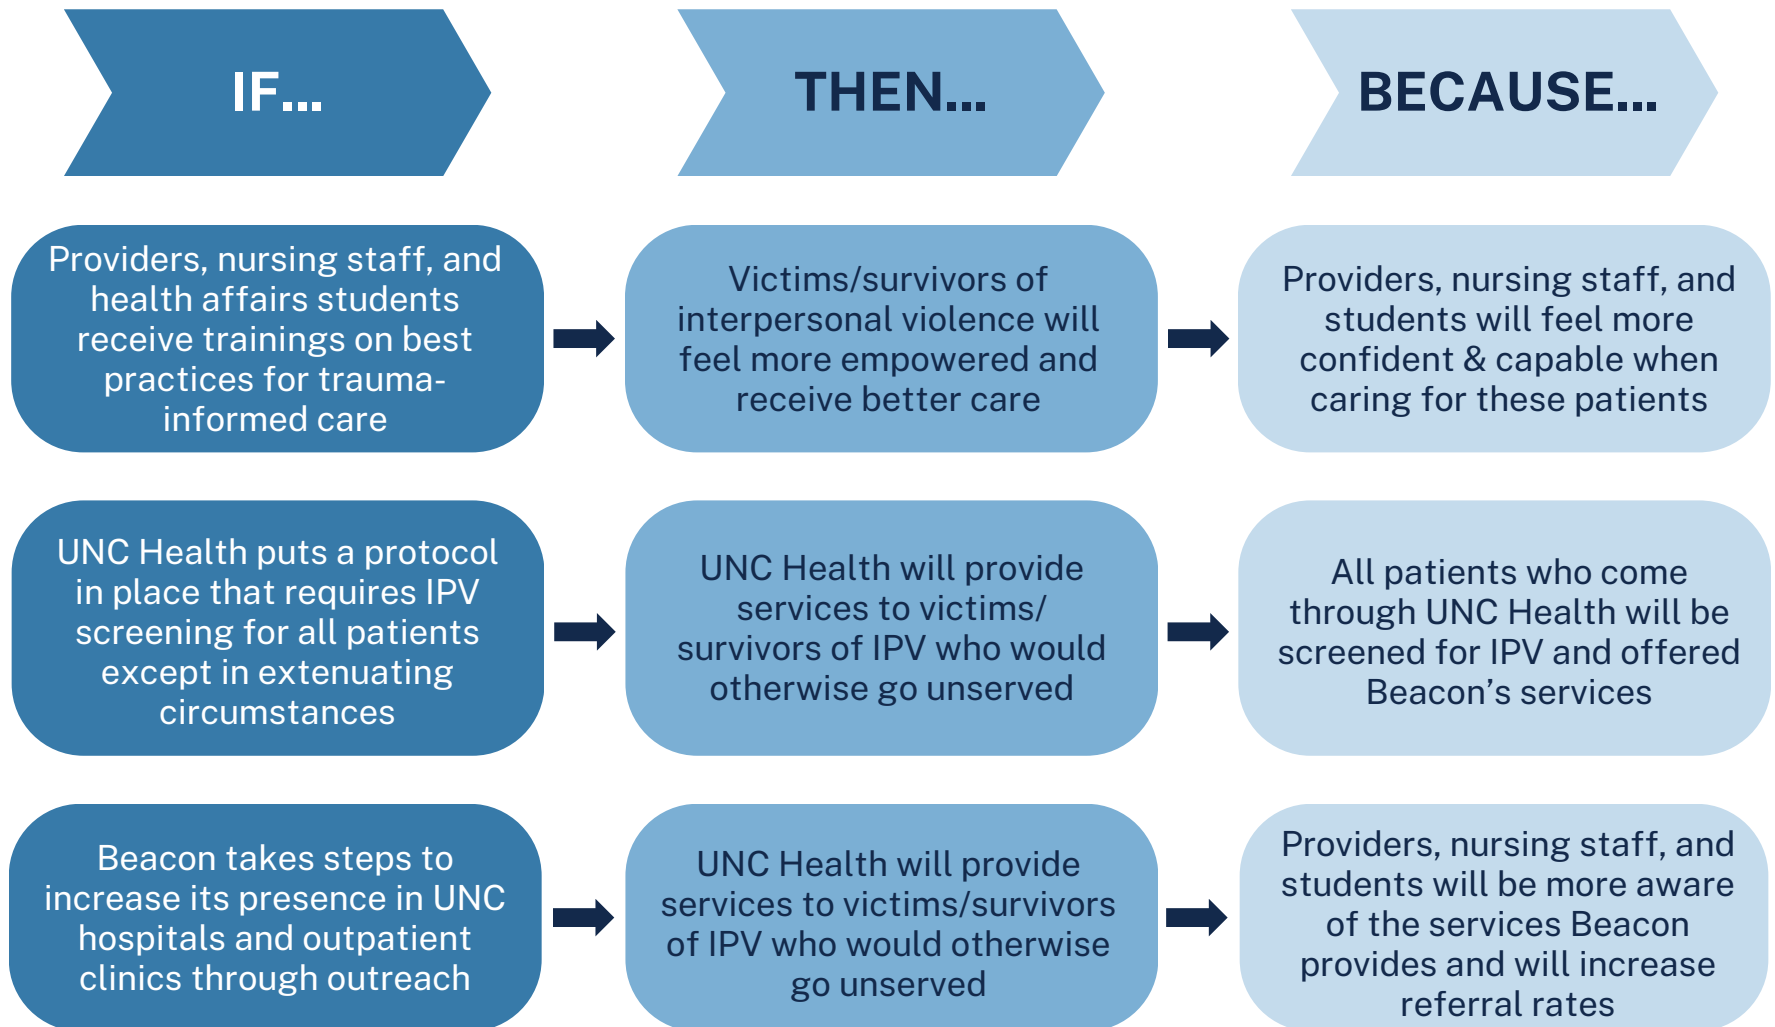 IF...
THEN...
BECAUSE...
Providers, nursing staff, and
health affairs students
receive trainings on best
practices for trauma-
informed care
Victims/survivors of
interpersonal violence will
feel more empowered and
receive better care
Providers, nursing staff, and
students will feel more
confident & capable when
caring for these patients
UNC Health puts a protocol
in place that requires IPV
screening for all patients
except in extenuating
circumstances
UNC Health will provide
services to victims/
survivors of IPV who would
otherwise go unserved
All patients who come
through UNC Health will be
screened for IPV and offered
Beacon’s services
Beacon takes steps to
increase its presence in UNC
hospitals and outpatient
clinics through outreach
UNC Health will provide
services to victims/survivors
of IPV who would otherwise
go unserved
Providers, nursing staff, and
students will be more aware
of the services Beacon
provides and will increase
referral rates